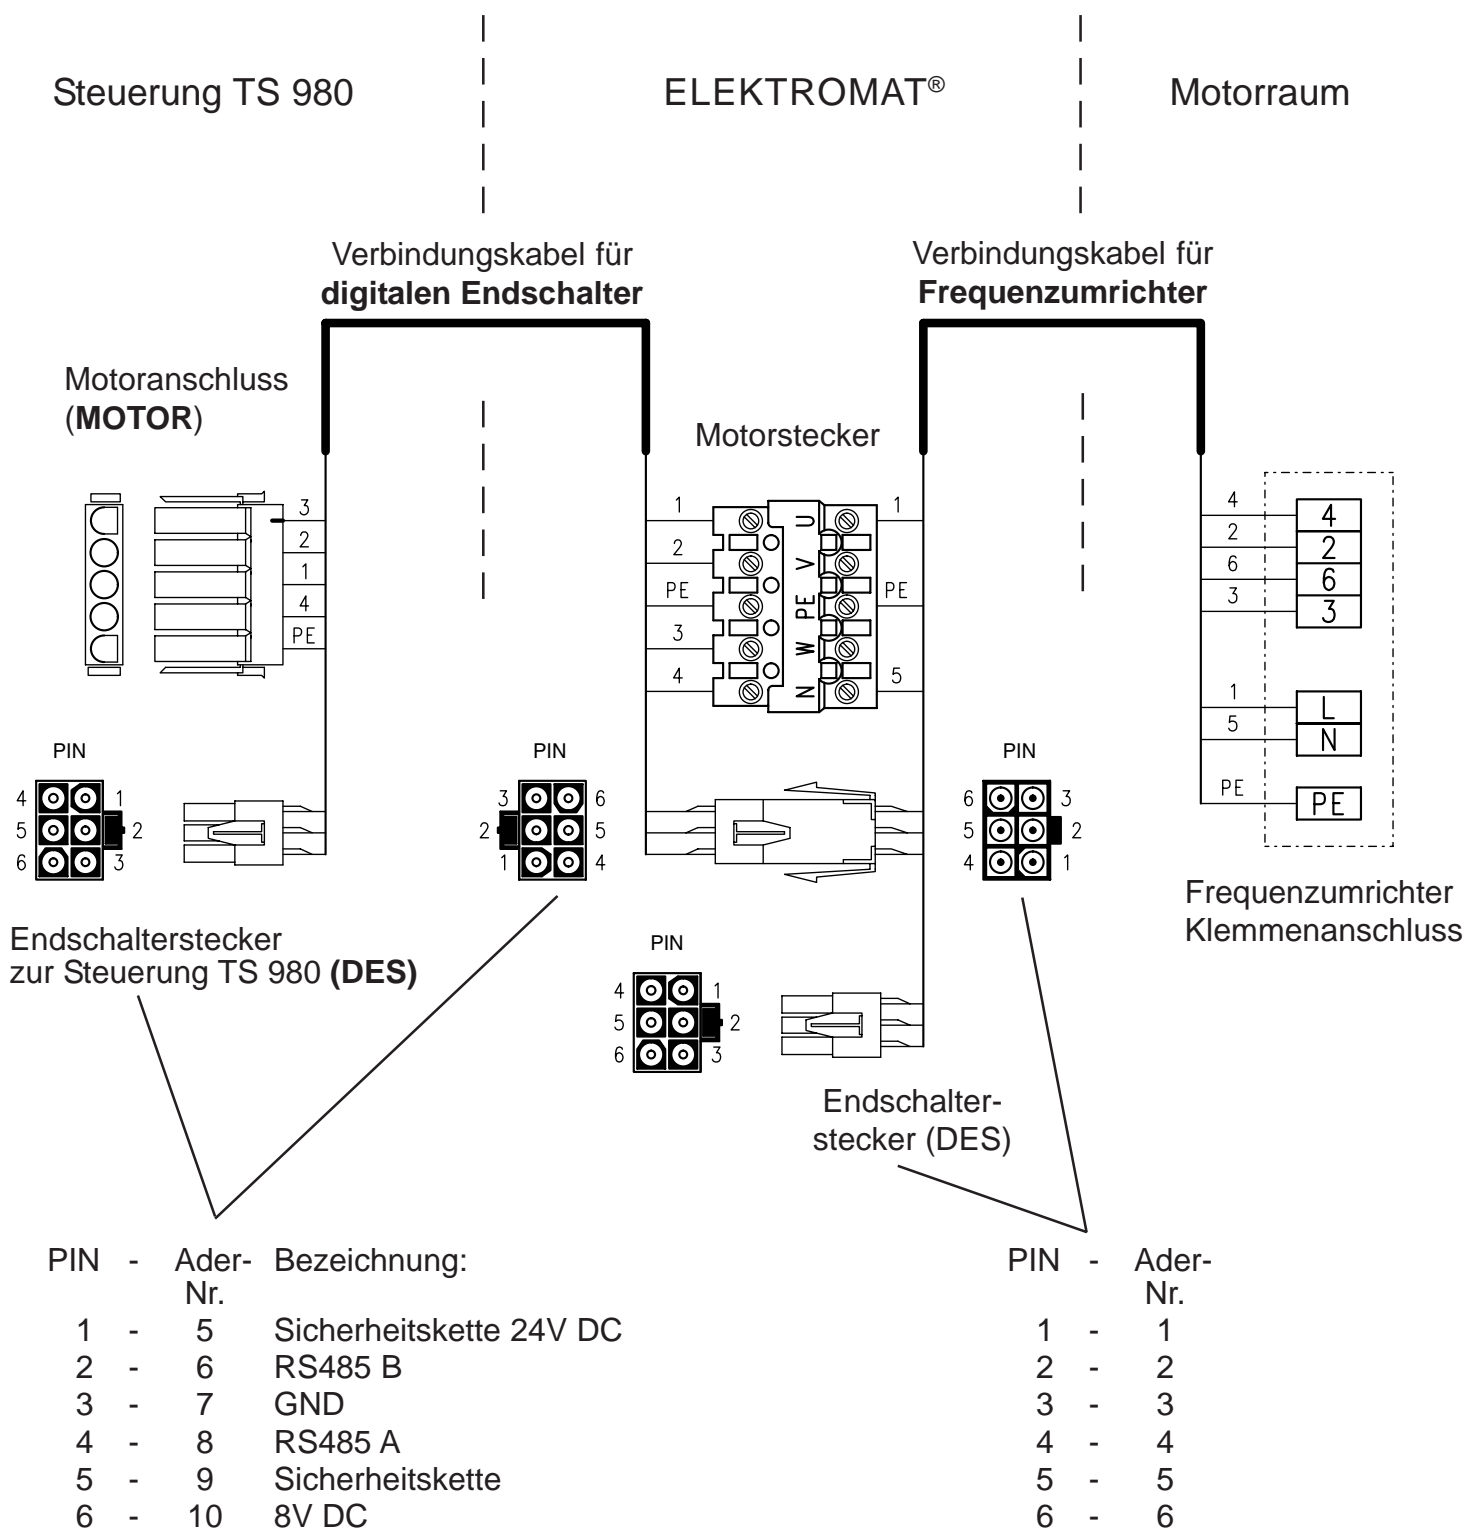 Steuerung TS 980
ELEKTROMAT®
Motorraum
Verbindungskabel für
digitalen Endschalter
Verbindungskabel für
Frequenzumrichter
Motoranschluss
(MOTOR)
Motorstecker
3
2
1
4
PE
1
2
PE
3
4
U
V
PE
W
N
1
PE
5
4
2
6
3
1
5
PE
4
2
6
3
L
N
PE
PIN
4 1
5 2
6 3
PIN
3 6
2 5
1 4
PIN
6 3
5 2
4 1
Frequenzumrichter
Klemmenanschluss
Endschalterstecker
zur Steuerung TS 980 (DES)
PIN
4 1
5 2
6 3
Endschalter-
stecker (DES)
PIN - Ader- Bezeichnung:
Nr.
1 - 5 Sicherheitskette 24V DC
2 - 6 RS485 B
3 - 7 GND
4 - 8 RS485 A
5 - 9 Sicherheitskette
6 - 10 8V DC
PIN - Ader-
Nr.
1 - 1
2 - 2
3 - 3
4 - 4
5 - 5
6 - 6